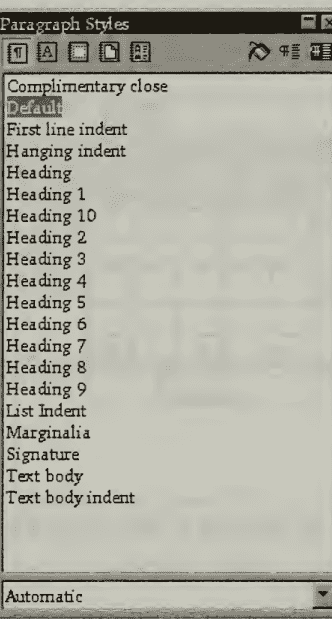 Paragraph Styles
Complimentary close
Default
First line indent
Hanging indent
Heading
Heading 1
Heading 10
Heading 2
Heading 3
Heading 4
Heading 5
Heading 6
Heading 7
Heading 8
Heading 9
List Indent
Marginalia
Signature
Text body
Text body indent
Automatic